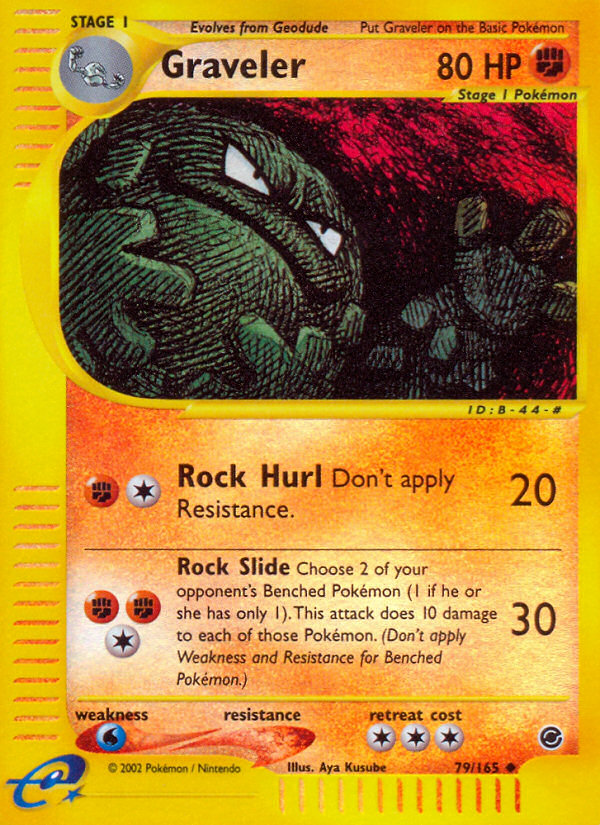 STAGE 1
Evolves from Geodude
Put Graveler on the Basic Pokémon
Graveler
80 HP
Stage 1 Pokémon
ID:B-44-#
Rock Hurl Don't apply
Resistance.
20
Rock Slide Choose 2 of your
opponent's Benched Pokémon (1 if he or
she has only 1). This attack does 10 damage
to each of those Pokémon. (Don't apply
Weakness and Resistance for Benched
Pokémon.)
30
weakness
resistance
retreat cost
© 2002 Pokémon / Nintendo
Illus. Aya Kusube
79/165
e